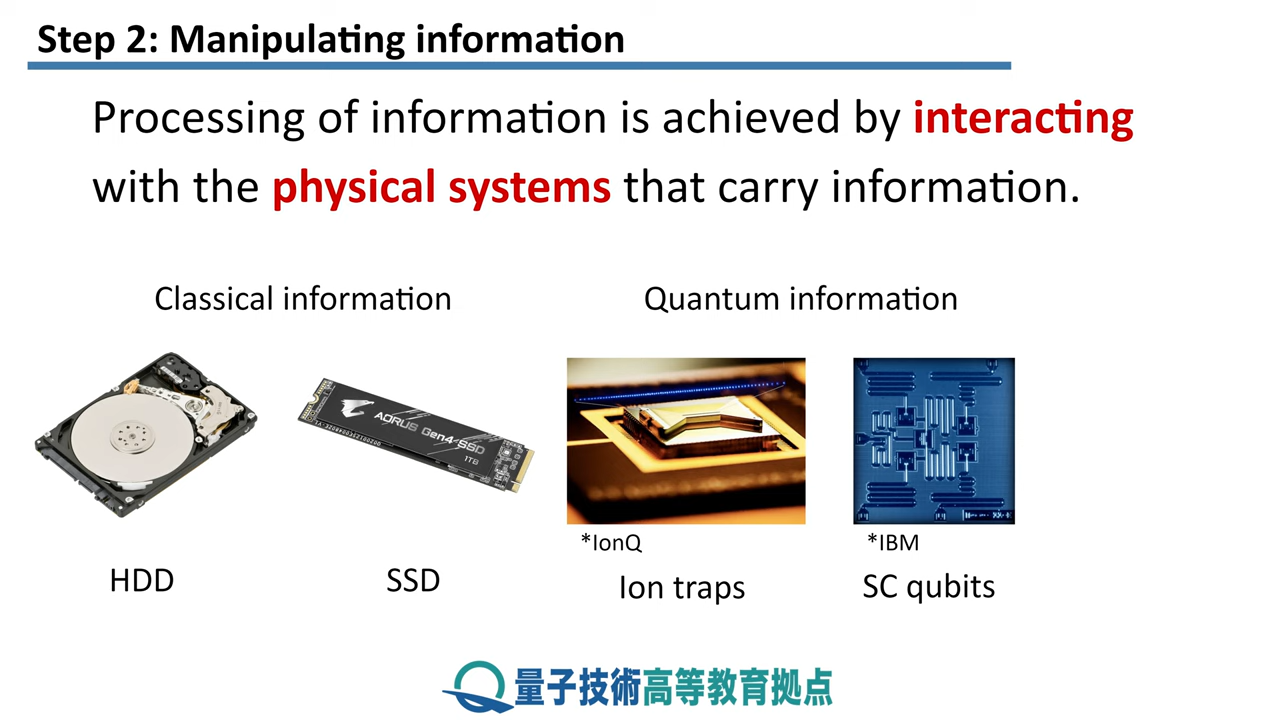 Step 2: Manipulating information
Processing of information is achieved by interacting
with the physical systems that carry information.
Classical information
Quantum information
AORUS Gen4 SSD
1TB
*IonQ
*IBM
HDD
SSD
Ion traps
SC qubits
量子技術高等教育拠点